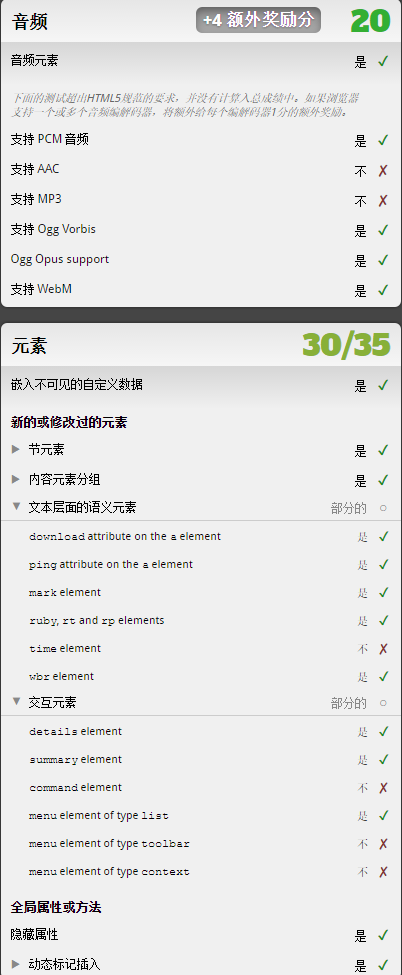 音频 +4 额外奖励分 20
音频元素 是 ✓
下面的测试超出HTML5规范的要求，并没有计算入总成绩中。如果浏览器
支持一个或多个音频编解码器，将额外给每个编解码器1分的额外奖励。
支持 PCM 音频 是 ✓
支持 AAC 不 ✗
支持 MP3 不 ✗
支持 Ogg Vorbis 是 ✓
Ogg Opus support 是 ✓
支持 WebM 是 ✓
元素 30/35
嵌入不可见的自定义数据 是 ✓
新的或修改过的元素
▶ 节元素 是 ✓
▶ 内容元素分组 是 ✓
▼ 文本层面的语义元素 部分的 ○
download attribute on the a element 是 ✓
ping attribute on the a element 是 ✓
mark element 是 ✓
ruby, rt and rp elements 是 ✓
time element 不 ✗
wbr element 是 ✓
▼ 交互元素 部分的 ○
details element 是 ✓
summary element 是 ✓
command element 不 ✗
menu element of type list 是 ✓
menu element of type toolbar 不 ✗
menu element of type context 不 ✗
全局属性或方法
隐藏属性 是 ✓
▶ 动态标记插入 是 ✓